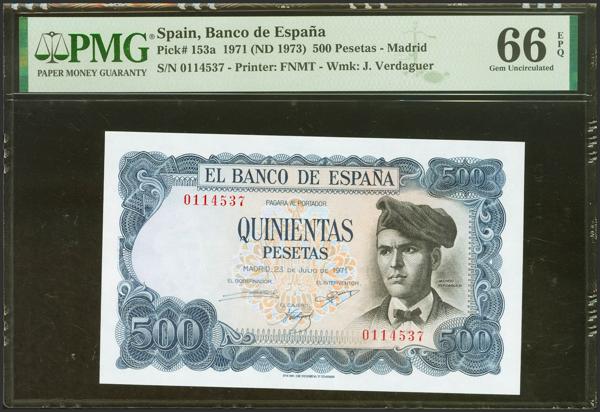 PMG
PAPER MONEY GUARANTY
Spain, Banco de España
Pick# 153a 1971 (ND 1973) 500 Pesetas - Madrid
S/N 0114537 - Printer: FNMT - Wmk: J. Verdaguer
66 EPQ
Gem Uncirculated
500
EL BANCO DE ESPAÑA
0114537
PAGARA AL PORTADOR
QUINIENTAS
PESETAS
MADRID, 23 DE JULIO DE 1971
EL GOBERNADOR
EL INTERVENTOR
EL CAJERO
500
0114537
500